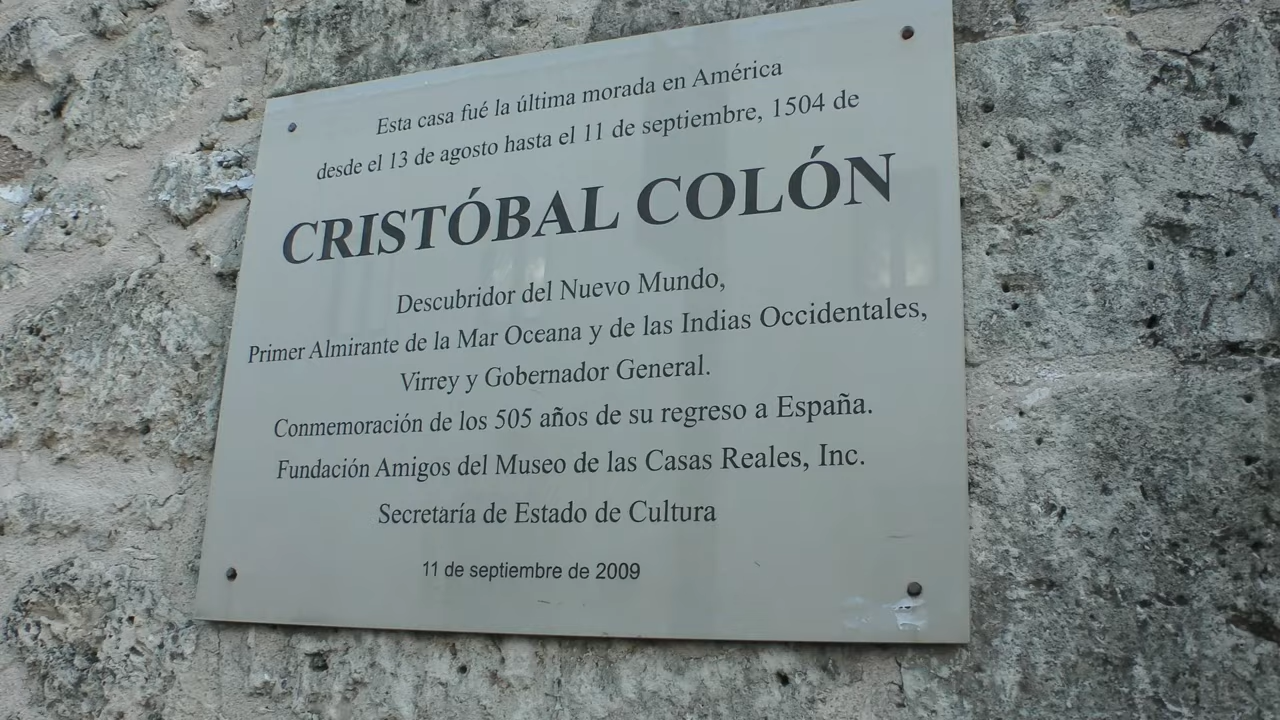 Esta casa fué la última morada en América
desde el 13 de agosto hasta el 11 de septiembre, 1504 de
CRISTÓBAL COLÓN
Descubridor del Nuevo Mundo,
Primer Almirante de la Mar Oceana y de las Indias Occidentales,
Virrey y Gobernador General.
Conmemoración de los 505 años de su regreso a España.
Fundación Amigos del Museo de las Casas Reales, Inc.
Secretaría de Estado de Cultura
11 de septiembre de 2009